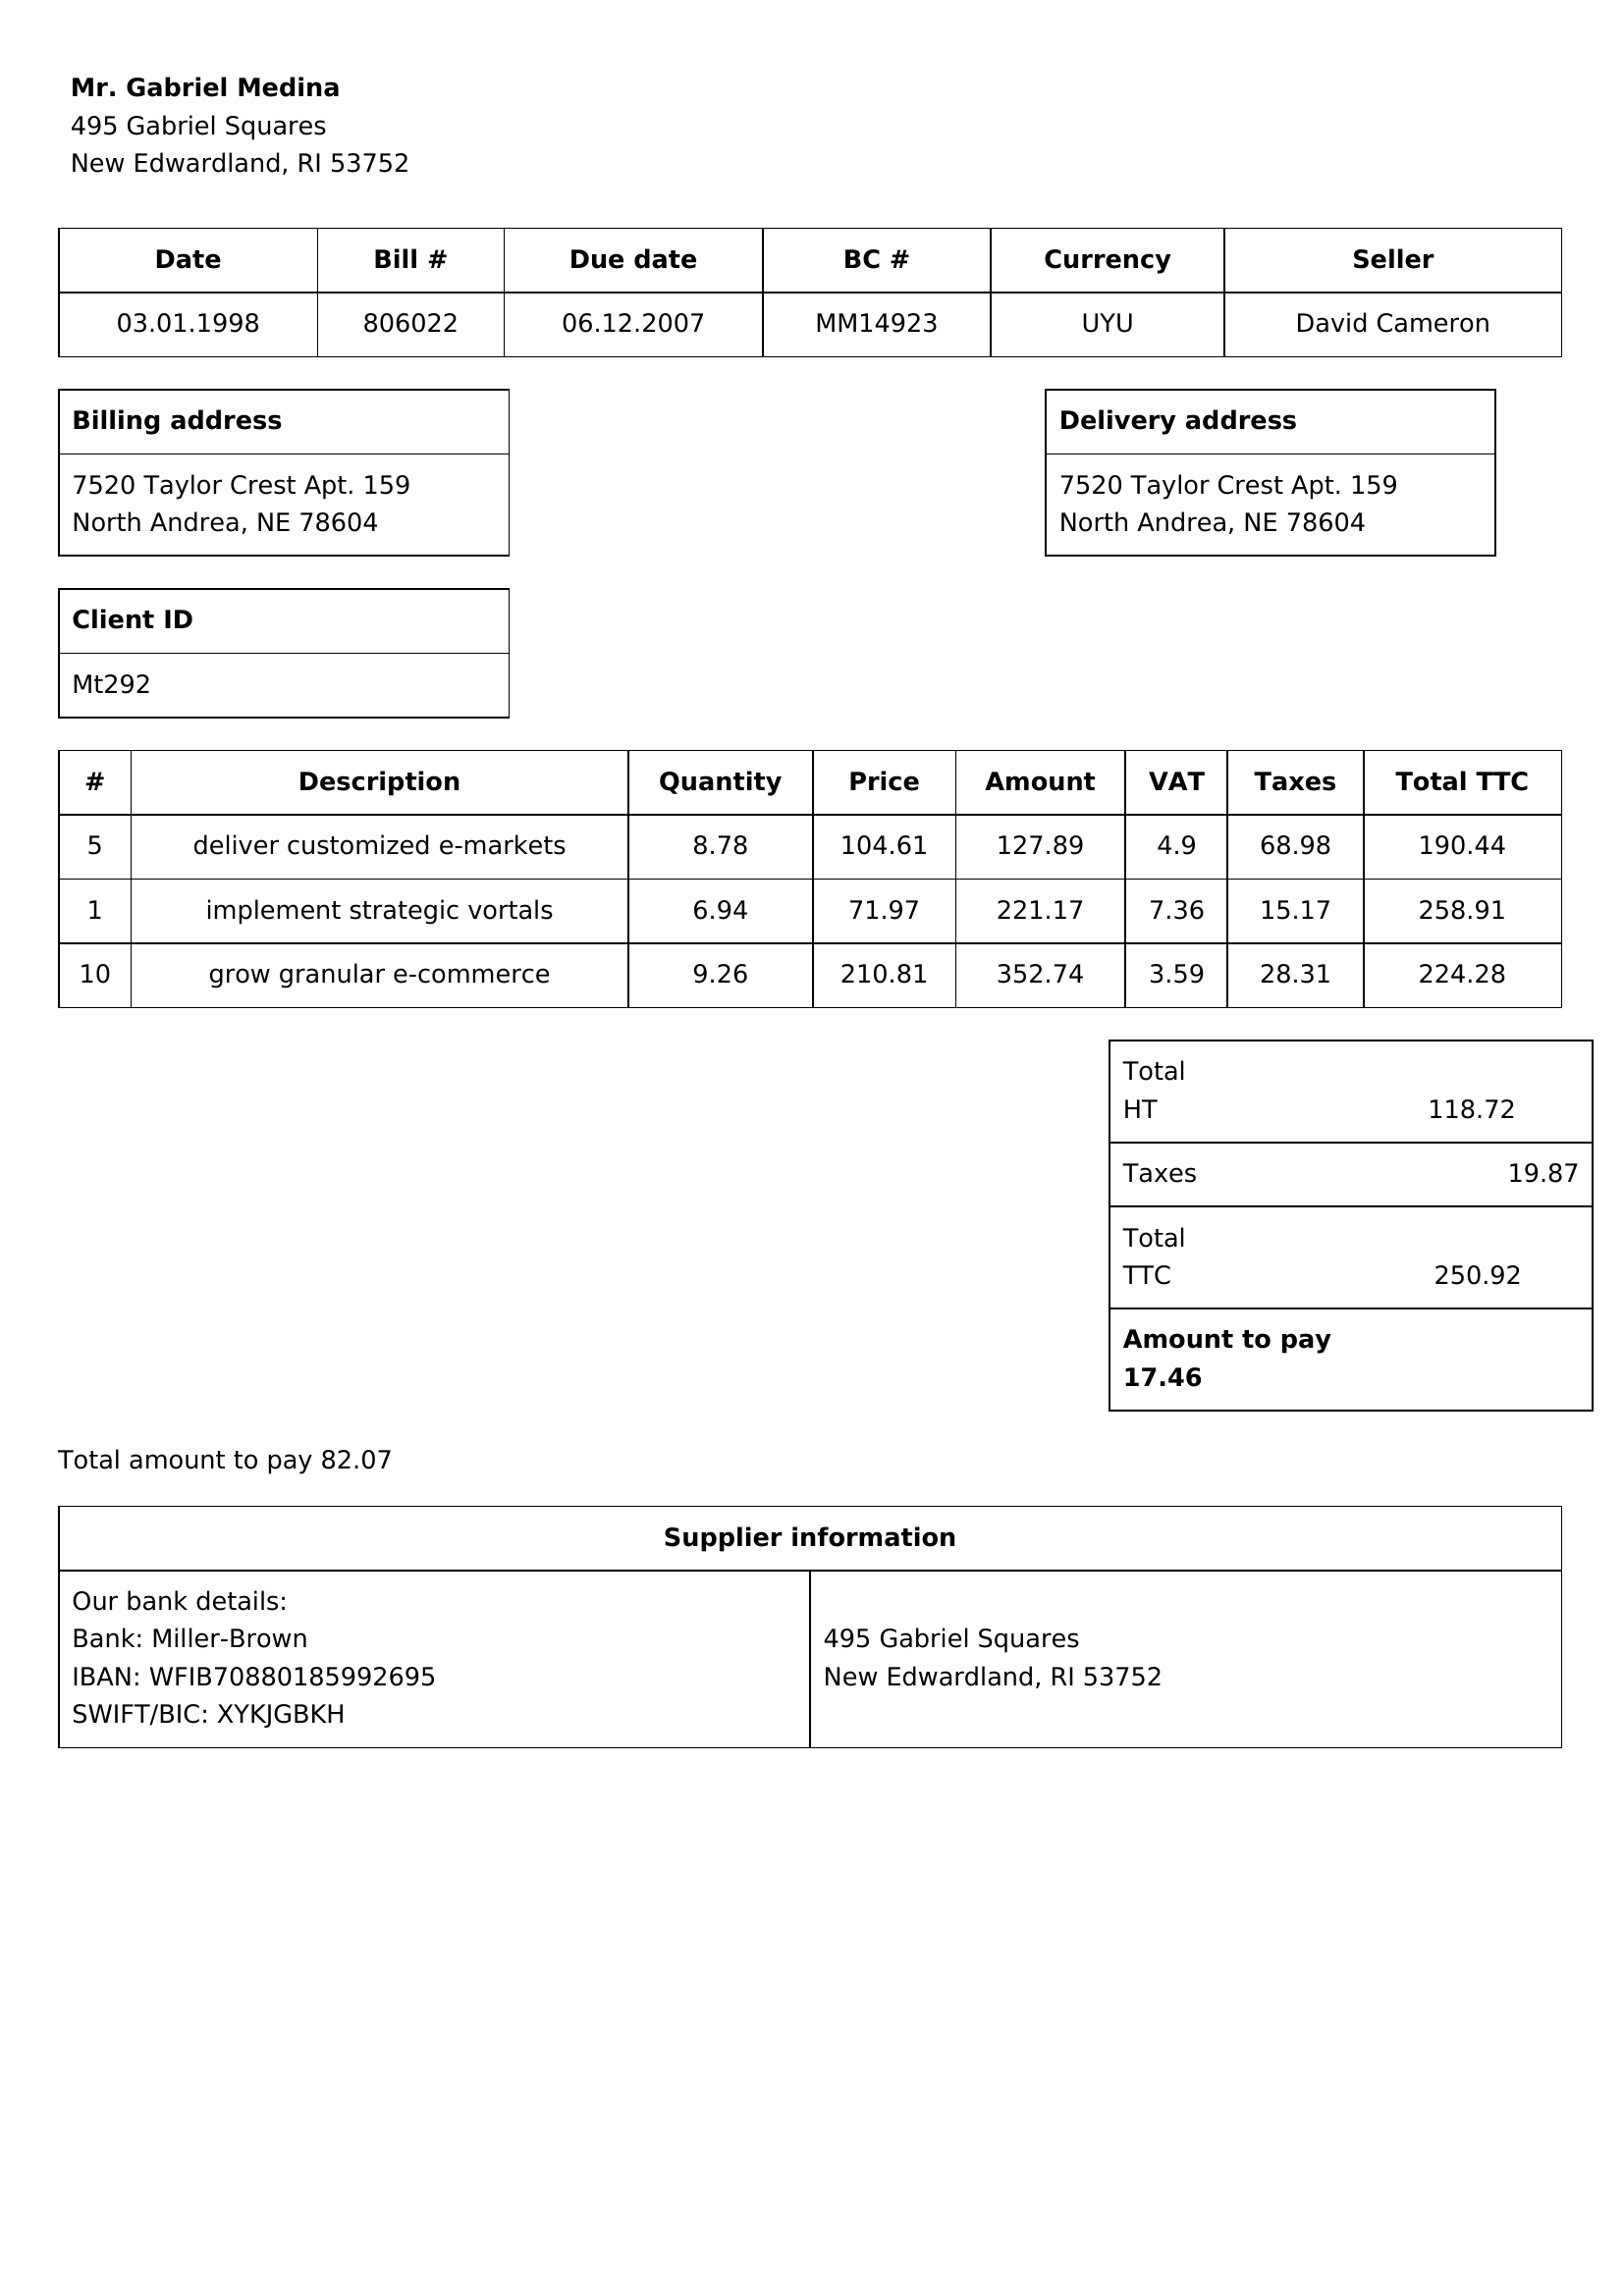 Mr. Gabriel Medina
495 Gabriel Squares
New Edwardland, RI 53752
Date Bill # Due date BC # Currency Seller
03.01.1998 806022 06.12.2007 MM14923 UYU David Cameron
Billing address
7520 Taylor Crest Apt. 159
North Andrea, NE 78604
Delivery address
7520 Taylor Crest Apt. 159
North Andrea, NE 78604
Client ID
Mt292
# Description Quantity Price Amount VAT Taxes Total TTC
5 deliver customized e-markets 8.78 104.61 127.89 4.9 68.98 190.44
1 implement strategic vortals 6.94 71.97 221.17 7.36 15.17 258.91
10 grow granular e-commerce 9.26 210.81 352.74 3.59 28.31 224.28
Total
HT 118.72
Taxes 19.87
Total
TTC 250.92
Amount to pay
17.46
Total amount to pay 82.07
Supplier information
Our bank details:
Bank: Miller-Brown
IBAN: WFIB70880185992695
SWIFT/BIC: XYKJGBKH
495 Gabriel Squares
New Edwardland, RI 53752